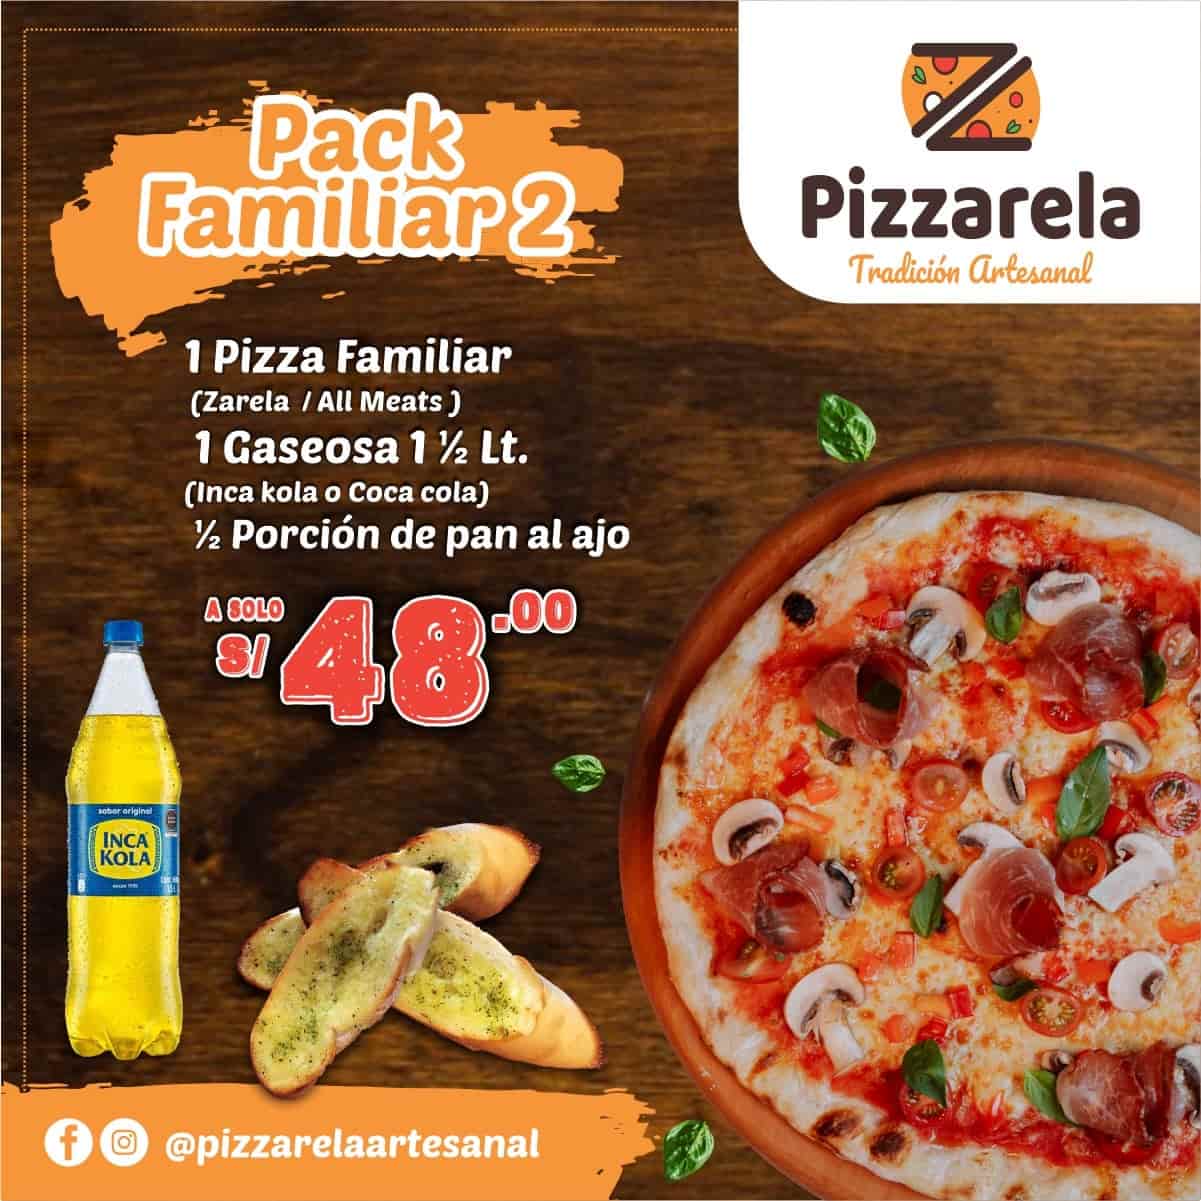 Pack
Familiar 2
Pizzarela
Tradición Artesanal
1 Pizza Familiar
(Zarela / All Meats )
1 Gaseosa 1 ½ Lt.
(Inca kola o Coca cola)
½ Porción de pan al ajo
A SOLO
S/ 48.00
sabor original
INCA
KOLA
@pizzarelaartesanal